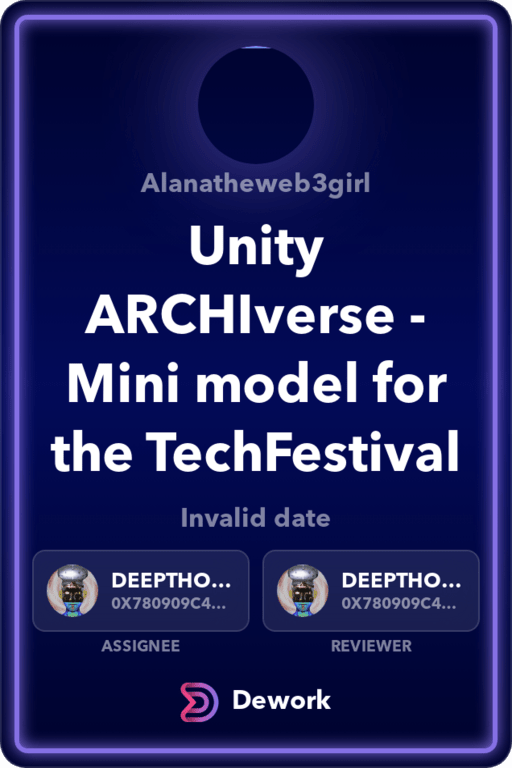 Alanatheweb3girl
Unity
ARCHIverse -
Mini model for
the TechFestival
Invalid date
DEEPTHO... DEEPTHO...
0X780909C4... 0X780909C4...
ASSIGNEE REVIEWER
Dework